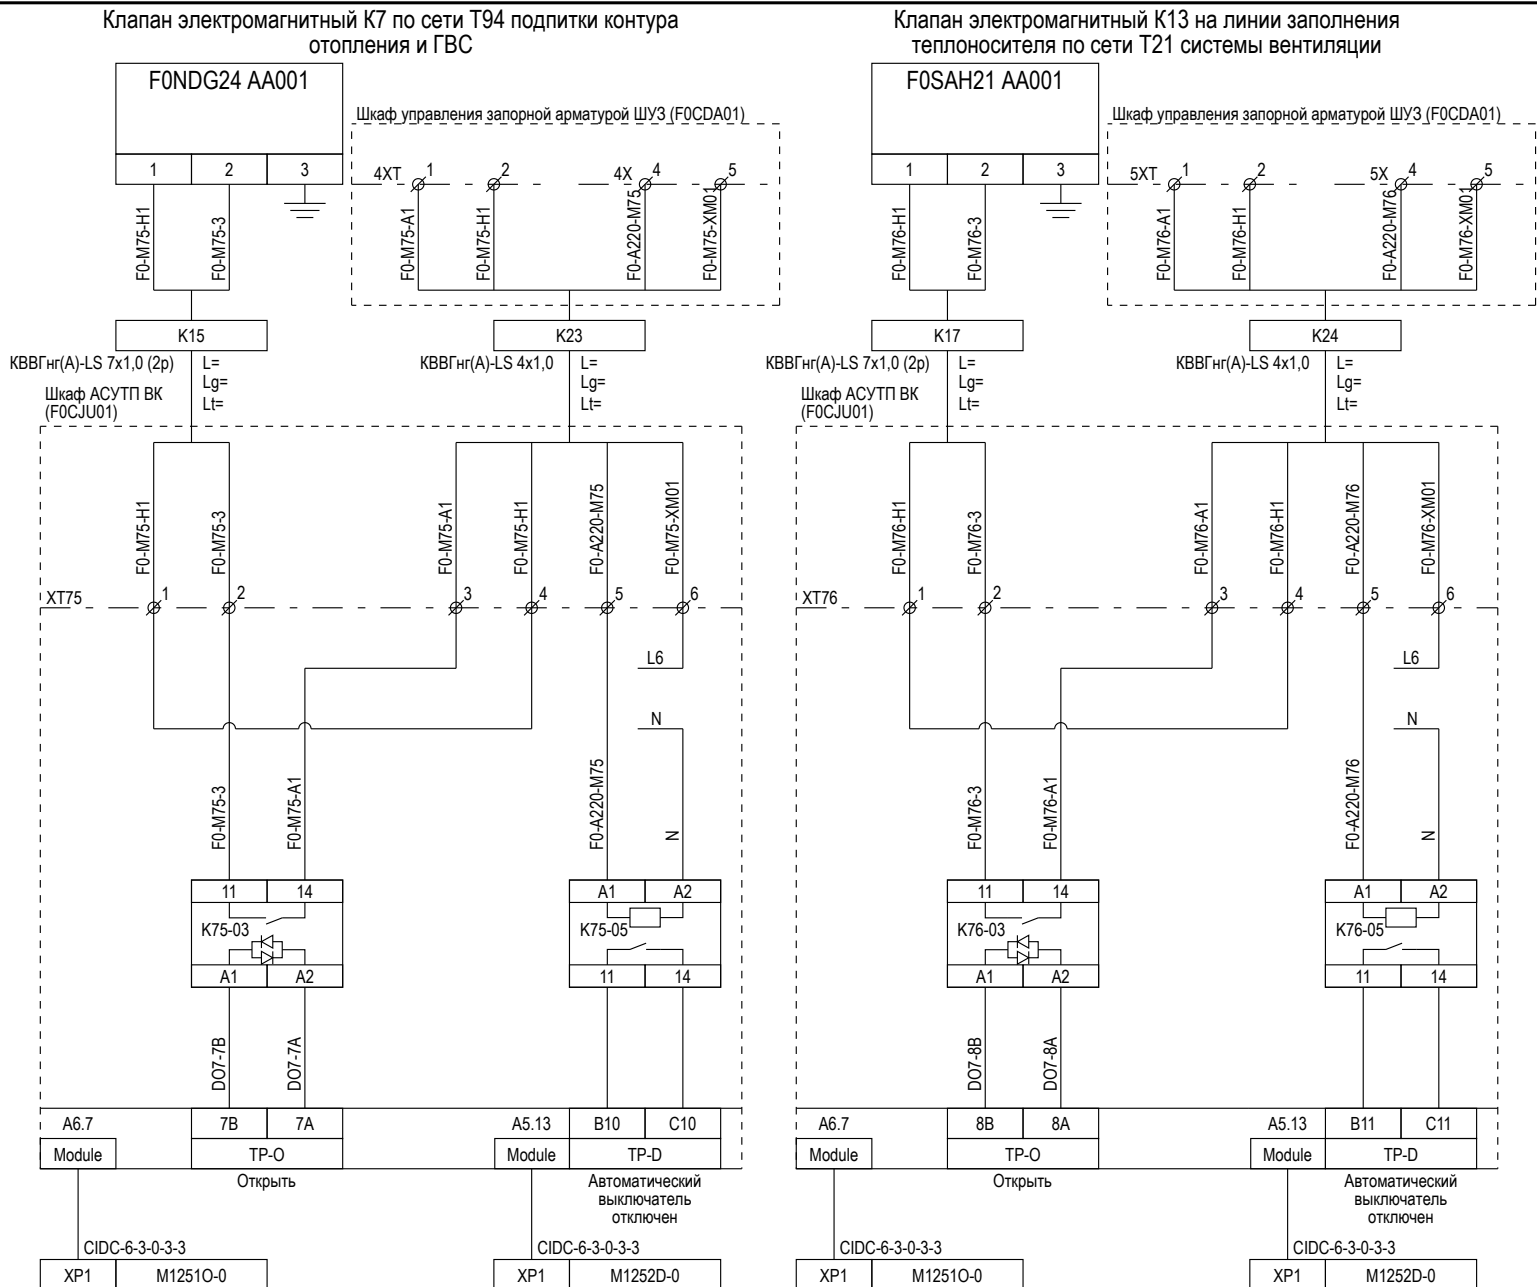 Клапан электромагнитный К7 по сети Т94 подпитки контура
отопления и ГВС
F0NDG24 AA001
1
2
3
Шкаф управления запорной арматурой ШУЗ (F0CDA01)
4XT
1
2
4X
4
5
F0-M75-H1
F0-M75-3
F0-M75-A1
F0-M75-H1
F0-A220-M75
F0-M75-XM01
K15
K23
КВВГнг(А)-LS 7x1,0 (2р)
L=
Lg=
Lt=
КВВГнг(А)-LS 4x1,0
L=
Lg=
Lt=
Шкаф АСУТП ВК
(F0CJU01)
F0-M75-H1
F0-M75-3
F0-M75-A1
F0-M75-H1
F0-A220-M75
F0-M75-XM01
XT75
1
2
3
4
5
6
L6
N
F0-M75-3
F0-M75-A1
F0-A220-M75
N
11
14
A1
A2
K75-03
K75-05
A1
A2
11
14
DO7-7B
DO7-7A
A6.7
7B
7A
A5.13
B10
C10
Module
TP-O
Module
TP-D
Открыть
Автоматический
выключатель
отключен
CIDC-6-3-0-3-3
CIDC-6-3-0-3-3
XP1
M1251O-0
XP1
M1252D-0
Клапан электромагнитный К13 на линии заполнения
теплоносителя по сети Т21 системы вентиляции
F0SAH21 AA001
1
2
3
Шкаф управления запорной арматурой ШУЗ (F0CDA01)
5XT
1
2
5X
4
5
F0-M76-H1
F0-M76-3
F0-M76-A1
F0-M76-H1
F0-A220-M76
F0-M76-XM01
K17
K24
КВВГнг(А)-LS 7x1,0 (2р)
L=
Lg=
Lt=
КВВГнг(А)-LS 4x1,0
L=
Lg=
Lt=
Шкаф АСУТП ВК
(F0CJU01)
F0-M76-H1
F0-M76-3
F0-M76-A1
F0-M76-H1
F0-A220-M76
F0-M76-XM01
XT76
1
2
3
4
5
6
L6
N
F0-M76-3
F0-M76-A1
F0-A220-M76
N
11
14
A1
A2
K76-03
K76-05
A1
A2
11
14
DO7-8B
DO7-8A
A6.7
8B
8A
A5.13
B11
C11
Module
TP-O
Module
TP-D
Открыть
Автоматический
выключатель
отключен
CIDC-6-3-0-3-3
CIDC-6-3-0-3-3
XP1
M1251O-0
XP1
M1252D-0